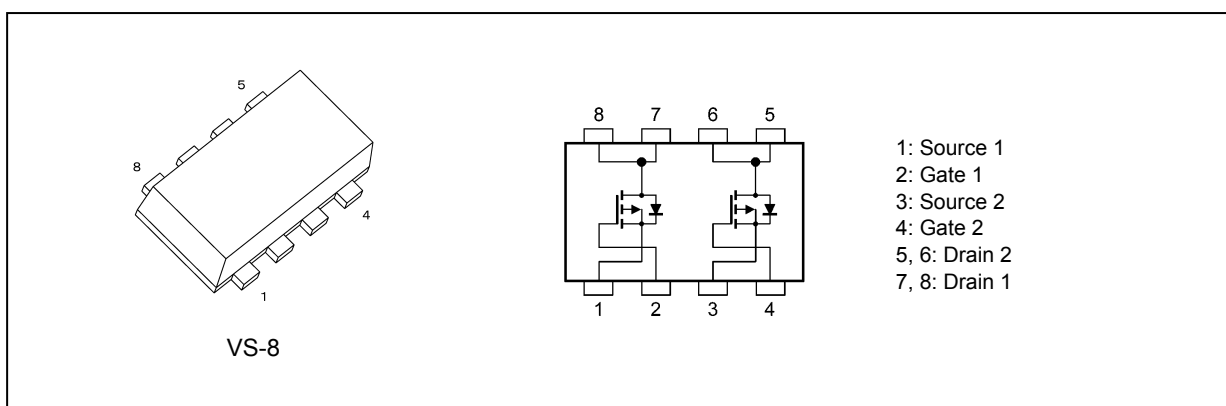 5
8
4
1
VS-8
8 7 6 5
1 2 3 4
1: Source 1
2: Gate 1
3: Source 2
4: Gate 2
5, 6: Drain 2
7, 8: Drain 1